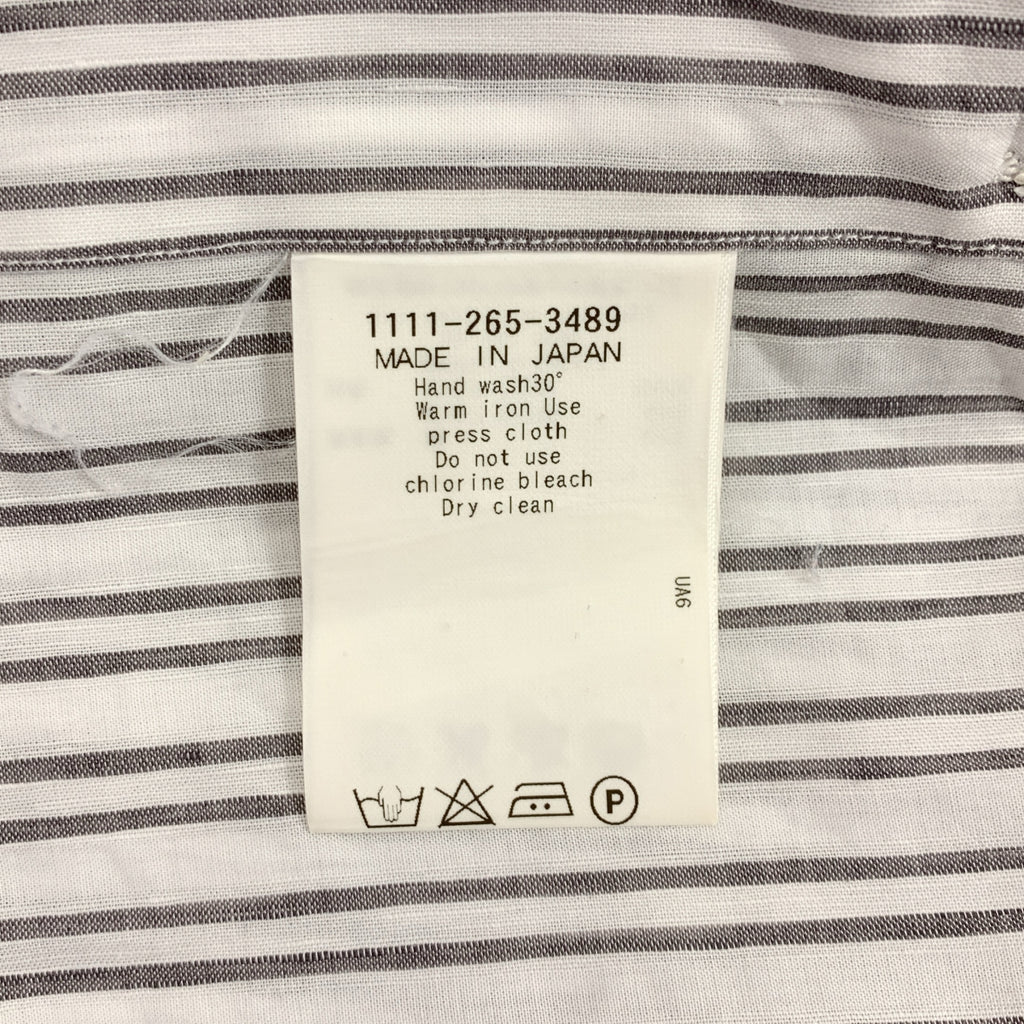 1111-265-3489
MADE IN JAPAN
Hand wash30°
Warm iron Use
press cloth
Do not use
chlorine bleach
Dry clean
UA6
P